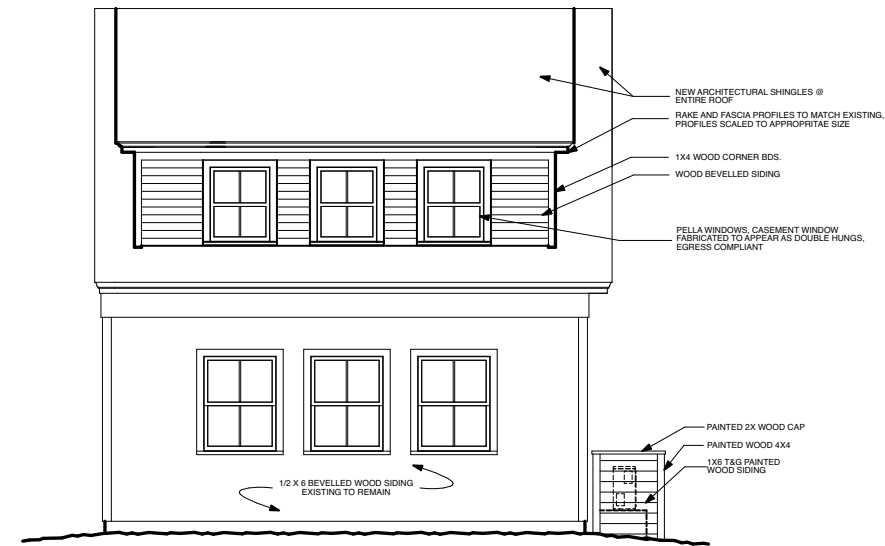 NEW ARCHITECTURAL SHINGLES @
ENTIRE ROOF
RAKE AND FASCIA PROFILES TO MATCH EXISTING,
PROFILES SCALED TO APPROPRITAE SIZE
1X4 WOOD CORNER BDS.
WOOD BEVELLED SIDING
PELLA WINDOWS, CASEMENT WINDOW
FABRICATED TO APPEAR AS DOUBLE HUNGS,
EGRESS COMPLIANT
PAINTED 2X WOOD CAP
PAINTED WOOD 4X4
1X6 T&G PAINTED
WOOD SIDING
1/2 X 6 BEVELLED WOOD SIDING
EXISTING TO REMAIN